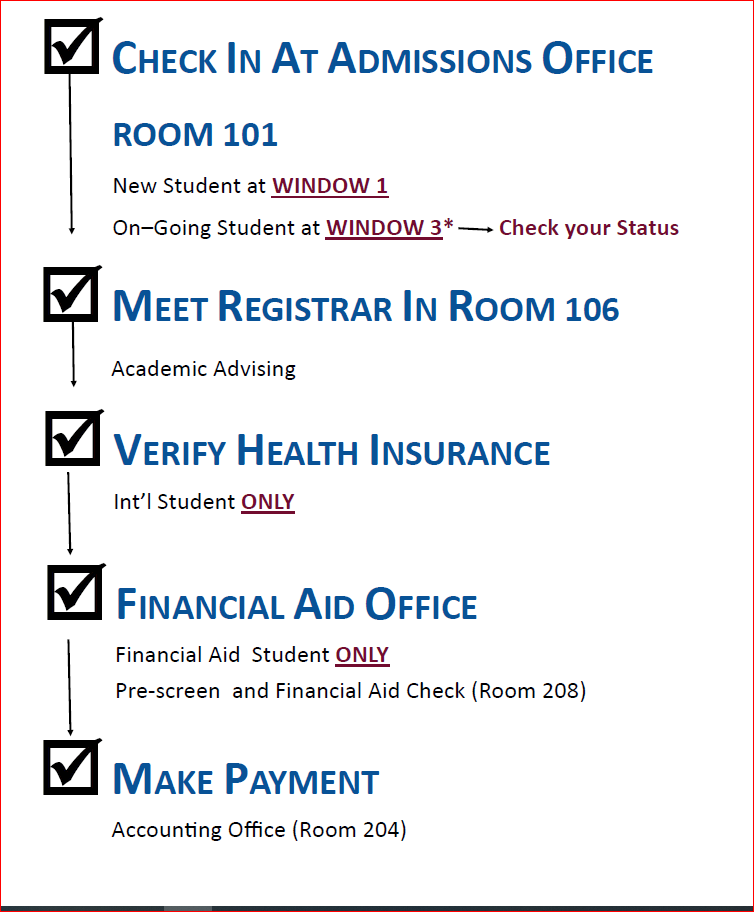 CHECK IN AT ADMISSIONS OFFICE
ROOM 101
New Student at WINDOW 1
On–Going Student at WINDOW 3* Check your Status
MEET REGISTRAR IN ROOM 106
Academic Advising
VERIFY HEALTH INSURANCE
Int’l Student ONLY
FINANCIAL AID OFFICE
Financial Aid  Student ONLY
Pre-screen  and Financial Aid Check (Room 208)
MAKE PAYMENT
Accounting Office (Room 204)